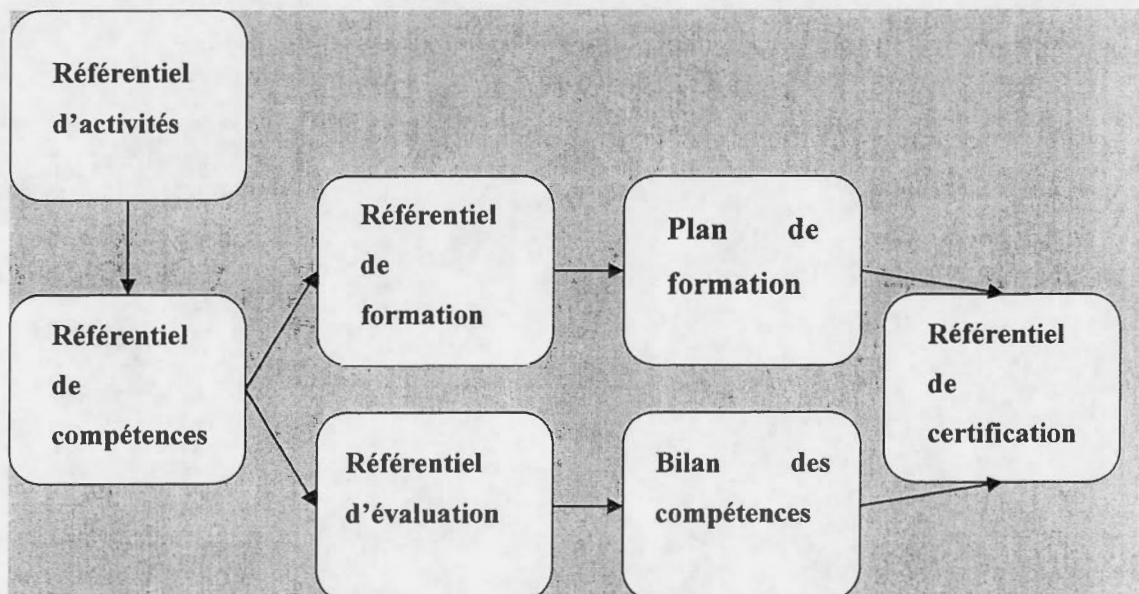 Référentiel
d'activités
Référentiel
de
compétences
Référentiel
de
formation
Référentiel
d'évaluation
Plan de
formation
Bilan des
compétences
Référentiel
de
certification